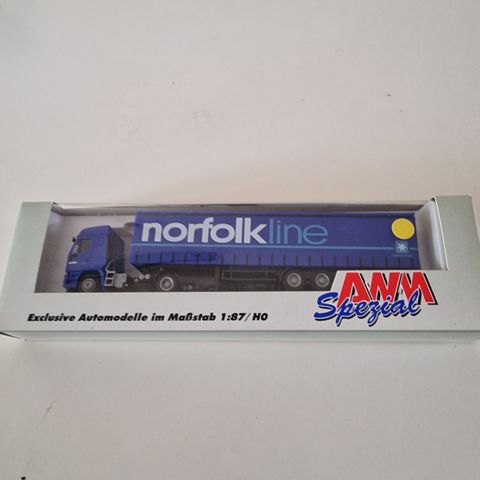 norfolkline
AWM
Spezial
Exclusive Automodelle im Maßstab 1:87/H0